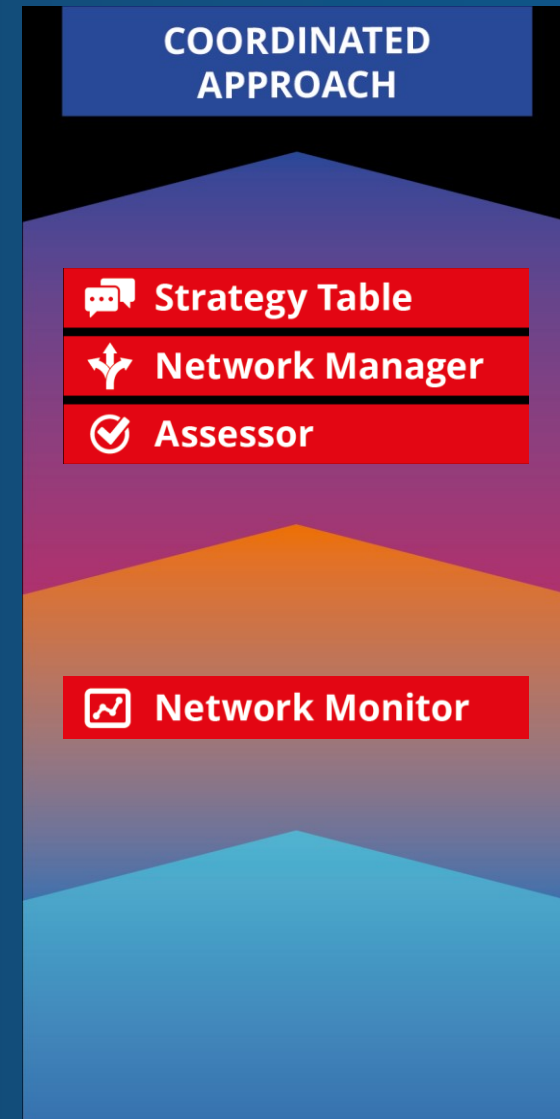 COORDINATED
APPROACH
Strategy Table
Network Manager
Assessor
Network Monitor